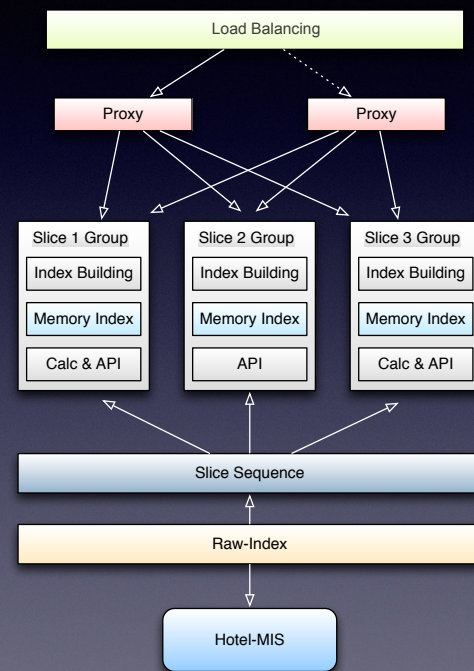 Load Balancing
Proxy
Proxy
Slice 1 Group
Slice 2 Group
Slice 3 Group
Index Building
Index Building
Index Building
Memory Index
Memory Index
Memory Index
Calc & API
API
Calc & API
Slice Sequence
Raw-Index
Hotel-MIS